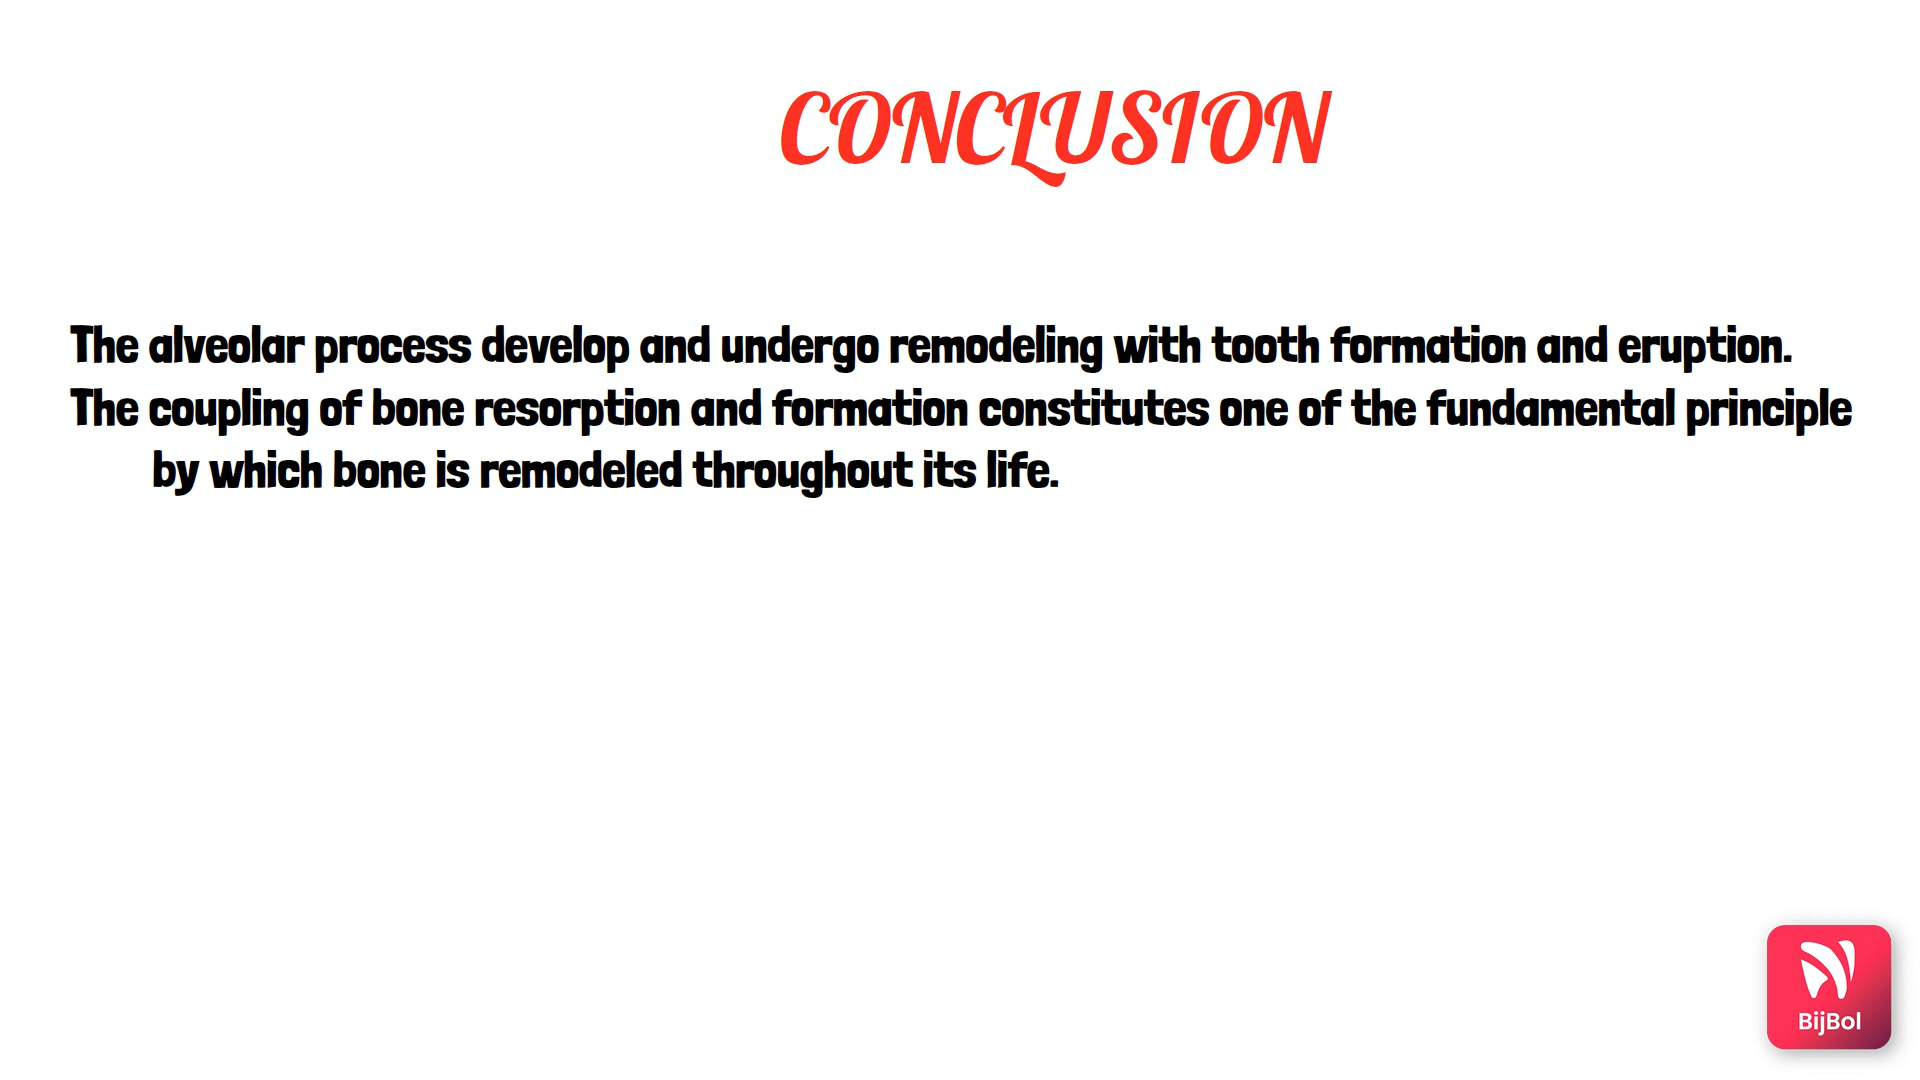 CONCLUSION
The alveolar process develop and undergo remodeling with tooth formation and eruption.
The coupling of bone resorption and formation constitutes one of the fundamental principle
by which bone is remodeled throughout its life.
BijBol